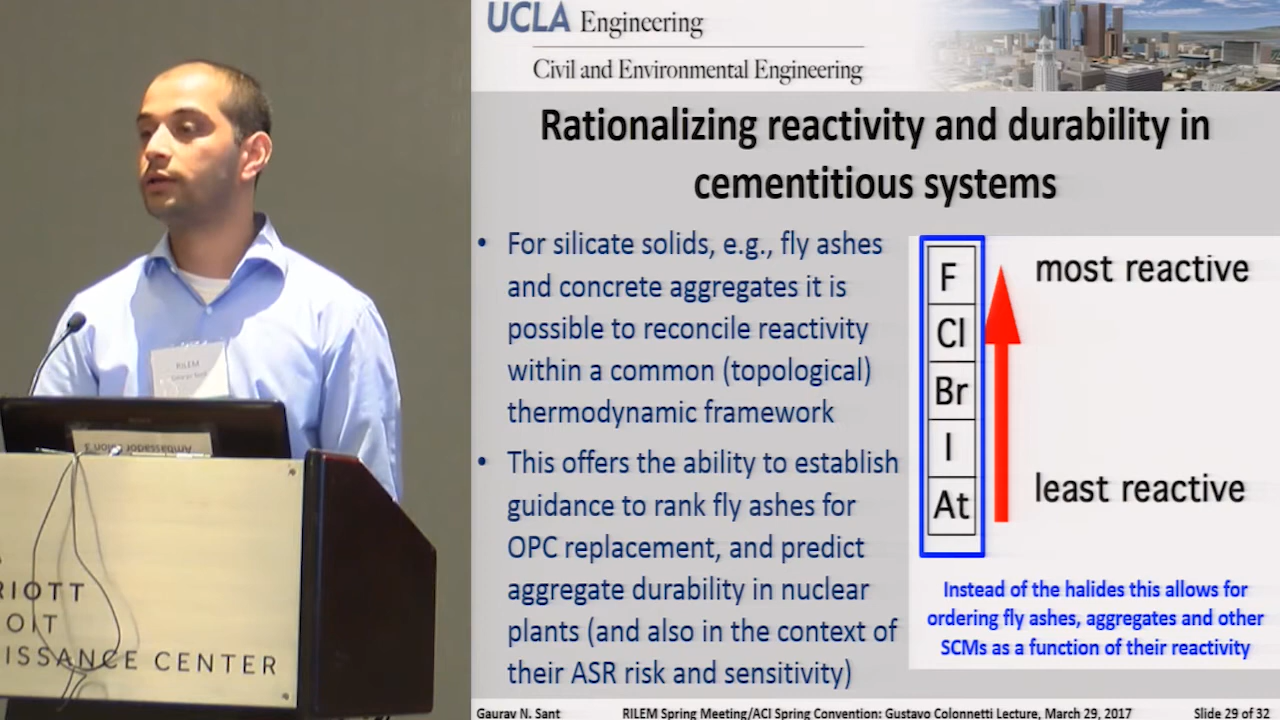 UCLA Engineering
Civil and Environmental Engineering
Rationalizing reactivity and durability in
cementitious systems
• For silicate solids, e.g., fly ashes
and concrete aggregates it is
possible to reconcile reactivity
within a common (topological)
thermodynamic framework
• This offers the ability to establish
guidance to rank fly ashes for
OPC replacement, and predict
aggregate durability in nuclear
plants (and also in the context of
their ASR risk and sensitivity)
F
Cl
Br
I
At
most reactive
least reactive
Instead of the halides this allows for
ordering fly ashes, aggregates and other
SCMs as a function of their reactivity
Gaurav N. Sant
RILEM Spring Meeting/ACI Spring Convention: Gustavo Colonnetti Lecture, March 29, 2017
Slide 29 of 32
RILEM
RIOTT
OIT
ISSANCE CENTER